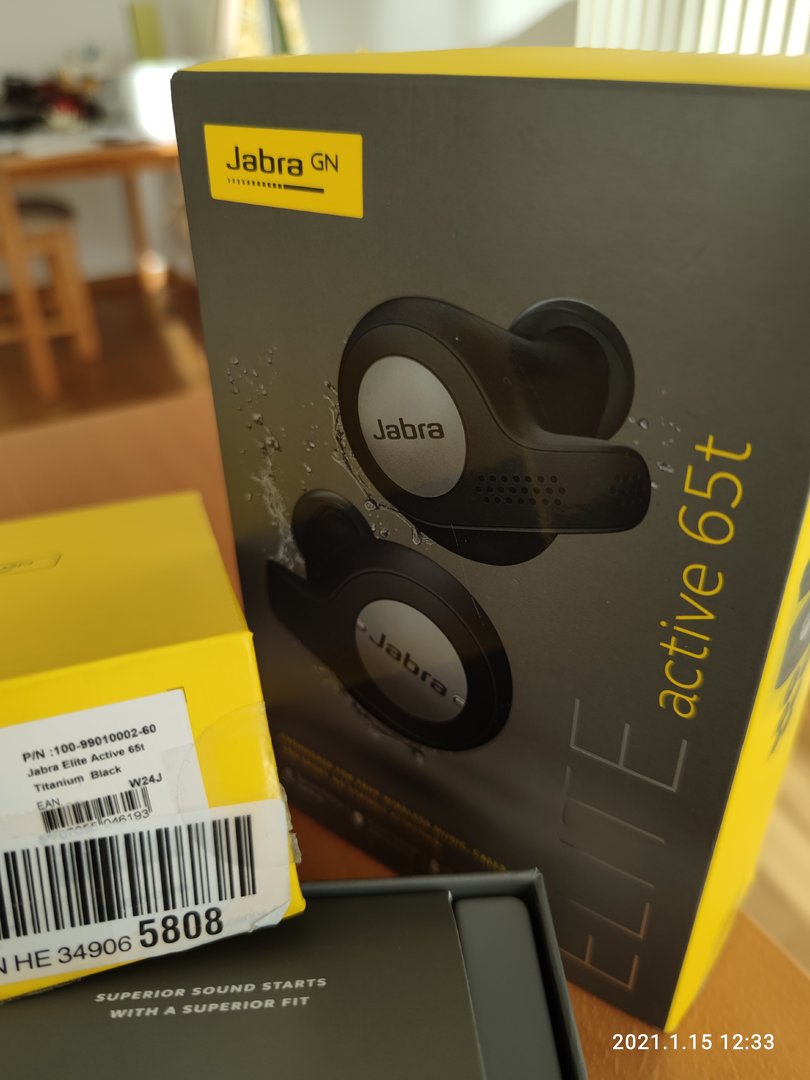 Jabra GN
Jabra
Jabra
ELITE
active 65t
P/N :100-99010002-60
Jabra Elite Active 65t
Titanium Black
W24J
EAN
046193
N HE 34906 5808
SUPERIOR SOUND STARTS
WITH A SUPERIOR FIT
2021.1.15 12:33